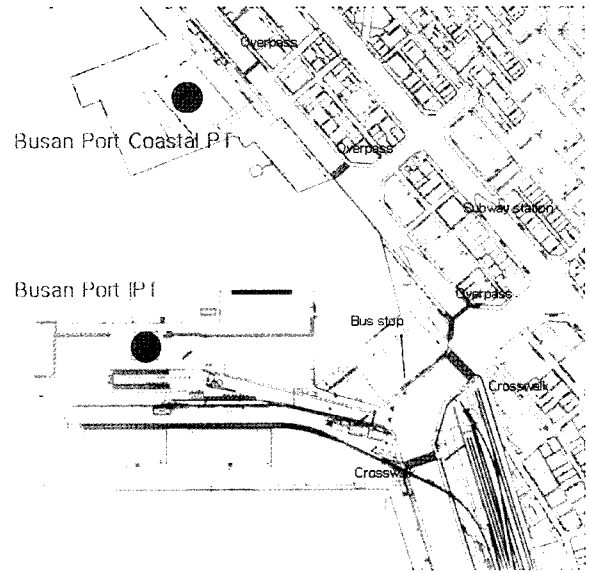 Overpass
Busan Port Coastal PT
Overpass
Subway station
Busan Port IPT
Overpass
Bus stop
Crosswalk
Crosswalk